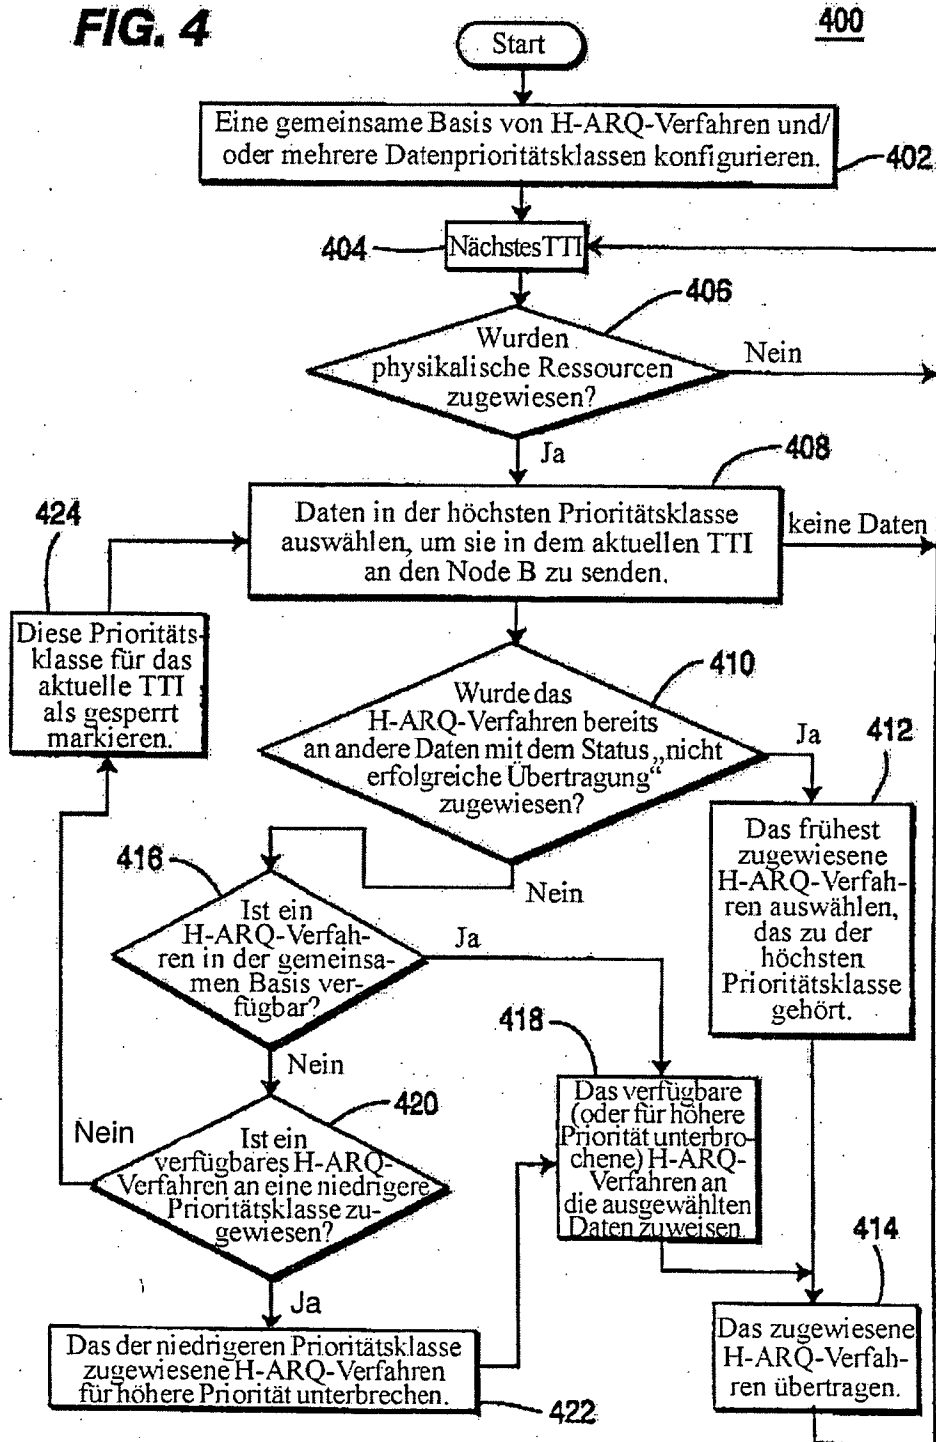 FIG. 4
400
Start
Eine gemeinsame Basis von H-ARQ-Verfahren und/
oder mehrere Datenprioritätsklassen konfigurieren.
402
404
Nächstes TTI
406
Wurden
physikalische Ressourcen
zugewiesen?
Nein
Ja
408
Daten in der höchsten Prioritätsklasse
auswählen, um sie in dem aktuellen TTI
an den Node B zu senden.
keine Daten
424
Diese Prioritäts-
klasse für das
aktuelle TTI
als gesperrt
markieren.
410
Wurde das
H-ARQ-Verfahren bereits
an andere Daten mit dem Status „nicht
erfolgreiche Übertragung“
zugewiesen?
Ja
412
Das frühest
zugewiesene
H-ARQ-Verfah-
ren auswählen,
das zu der
höchsten
Prioritätsklasse
gehört.
Nein
416
Ist ein
H-ARQ-Verfah-
ren in der gemeinsa-
men Basis ver-
fügbar?
Ja
Nein
418
Das verfügbare
(oder für höhere
Priorität unterbro-
chene) H-ARQ-
Verfahren an
die ausgewählten
Daten zuweisen.
420
Nein
Ist ein
verfügbares H-ARQ-
Verfahren an eine niedrigere
Prioritätsklasse zu-
gewiesen?
Ja
Das der niedrigeren Prioritätsklasse
zugewiesene H-ARQ-Verfahren
für höhere Priorität unterbrechen.
422
414
Das zugewiesene
H-ARQ-Verfah-
ren übertragen.